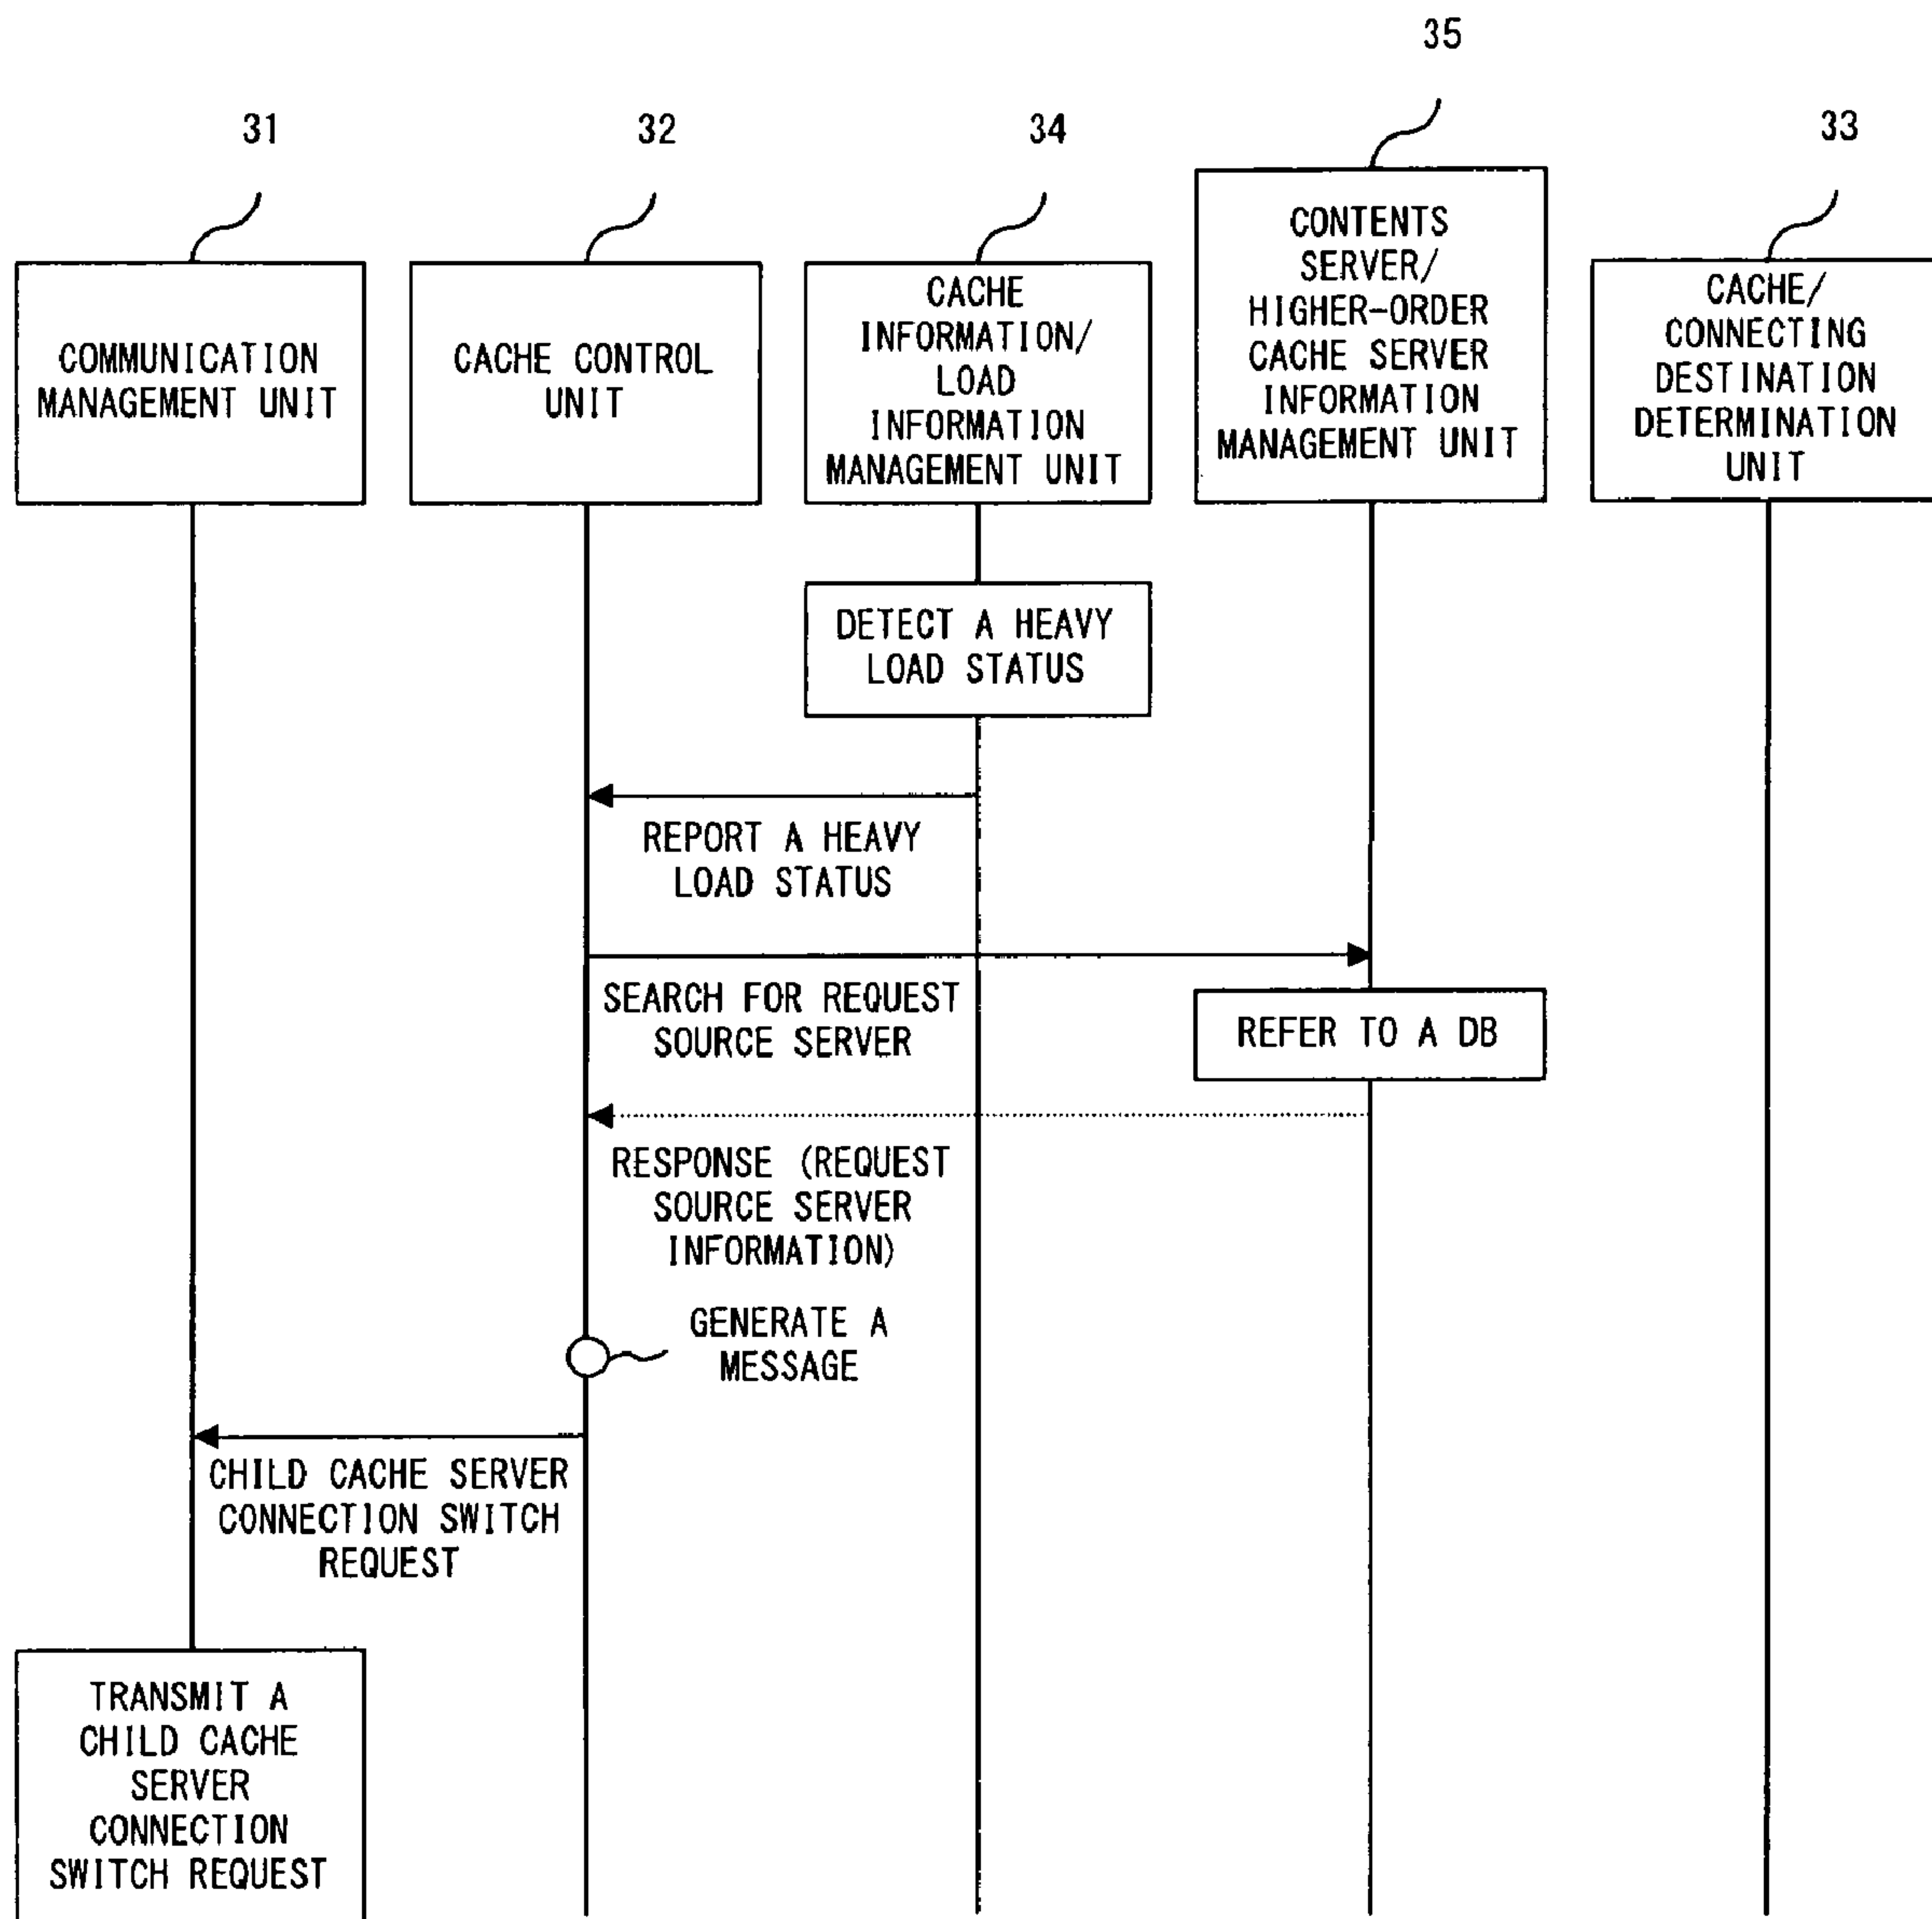 35
31
32
34
33
COMMUNICATION
MANAGEMENT UNIT
CACHE CONTROL
UNIT
CACHE
INFORMATION/
LOAD
INFORMATION
MANAGEMENT UNIT
CONTENTS
SERVER/
HIGHER-ORDER
CACHE SERVER
INFORMATION
MANAGEMENT UNIT
CACHE/
CONNECTING
DESTINATION
DETERMINATION
UNIT
DETECT A HEAVY
LOAD STATUS
REPORT A HEAVY
LOAD STATUS
SEARCH FOR REQUEST
SOURCE SERVER
REFER TO A DB
RESPONSE (REQUEST
SOURCE SERVER
INFORMATION)
GENERATE A
MESSAGE
CHILD CACHE SERVER
CONNECTION SWITCH
REQUEST
TRANSMIT A
CHILD CACHE
SERVER
CONNECTION
SWITCH REQUEST